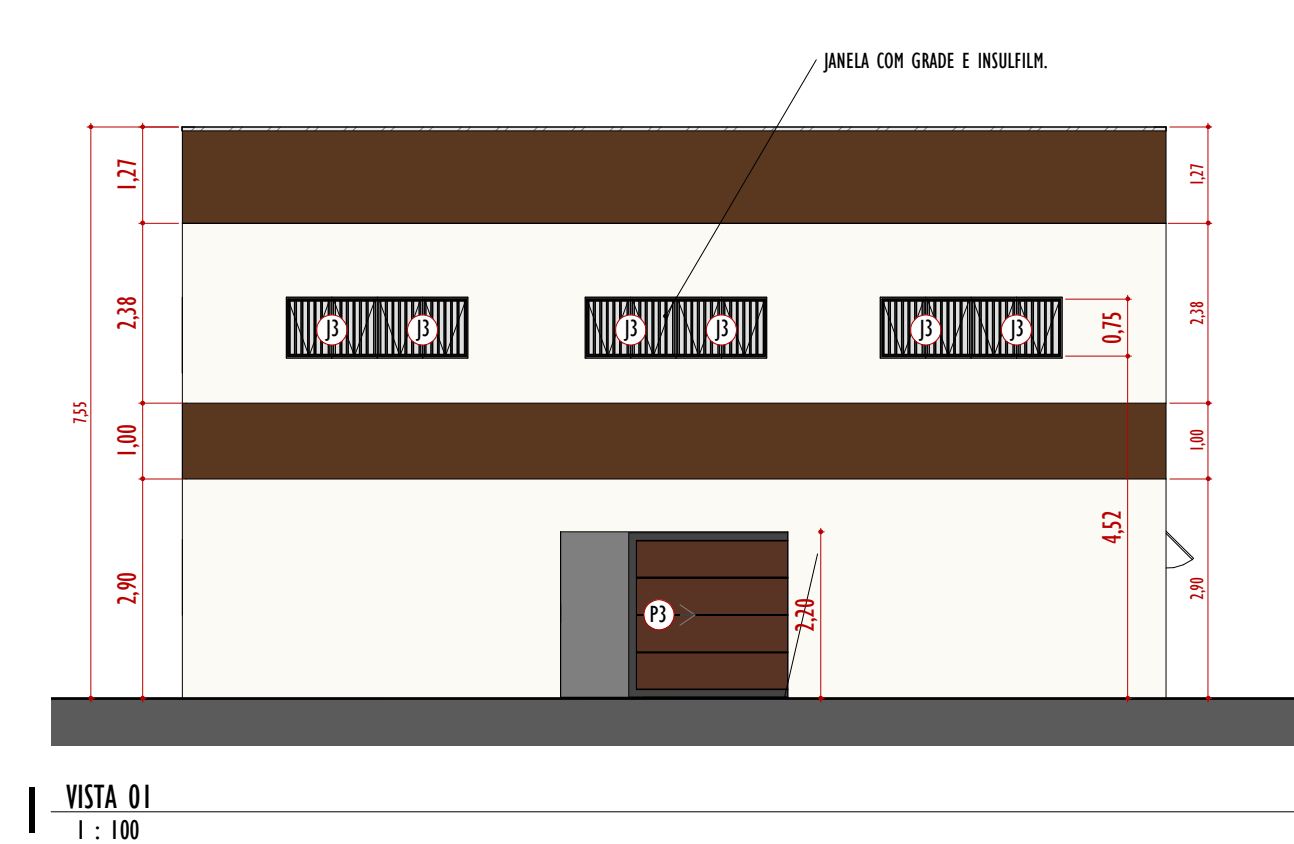 JANELA COM GRADE E INSULFILM.
1,27
1,27
2,38
2,38
J3
J3
J3
J3
J3
J3
0,75
7,55
1,00
1,00
4,52
2,90
2,90
P3
2,20
VISTA 01
1 : 100